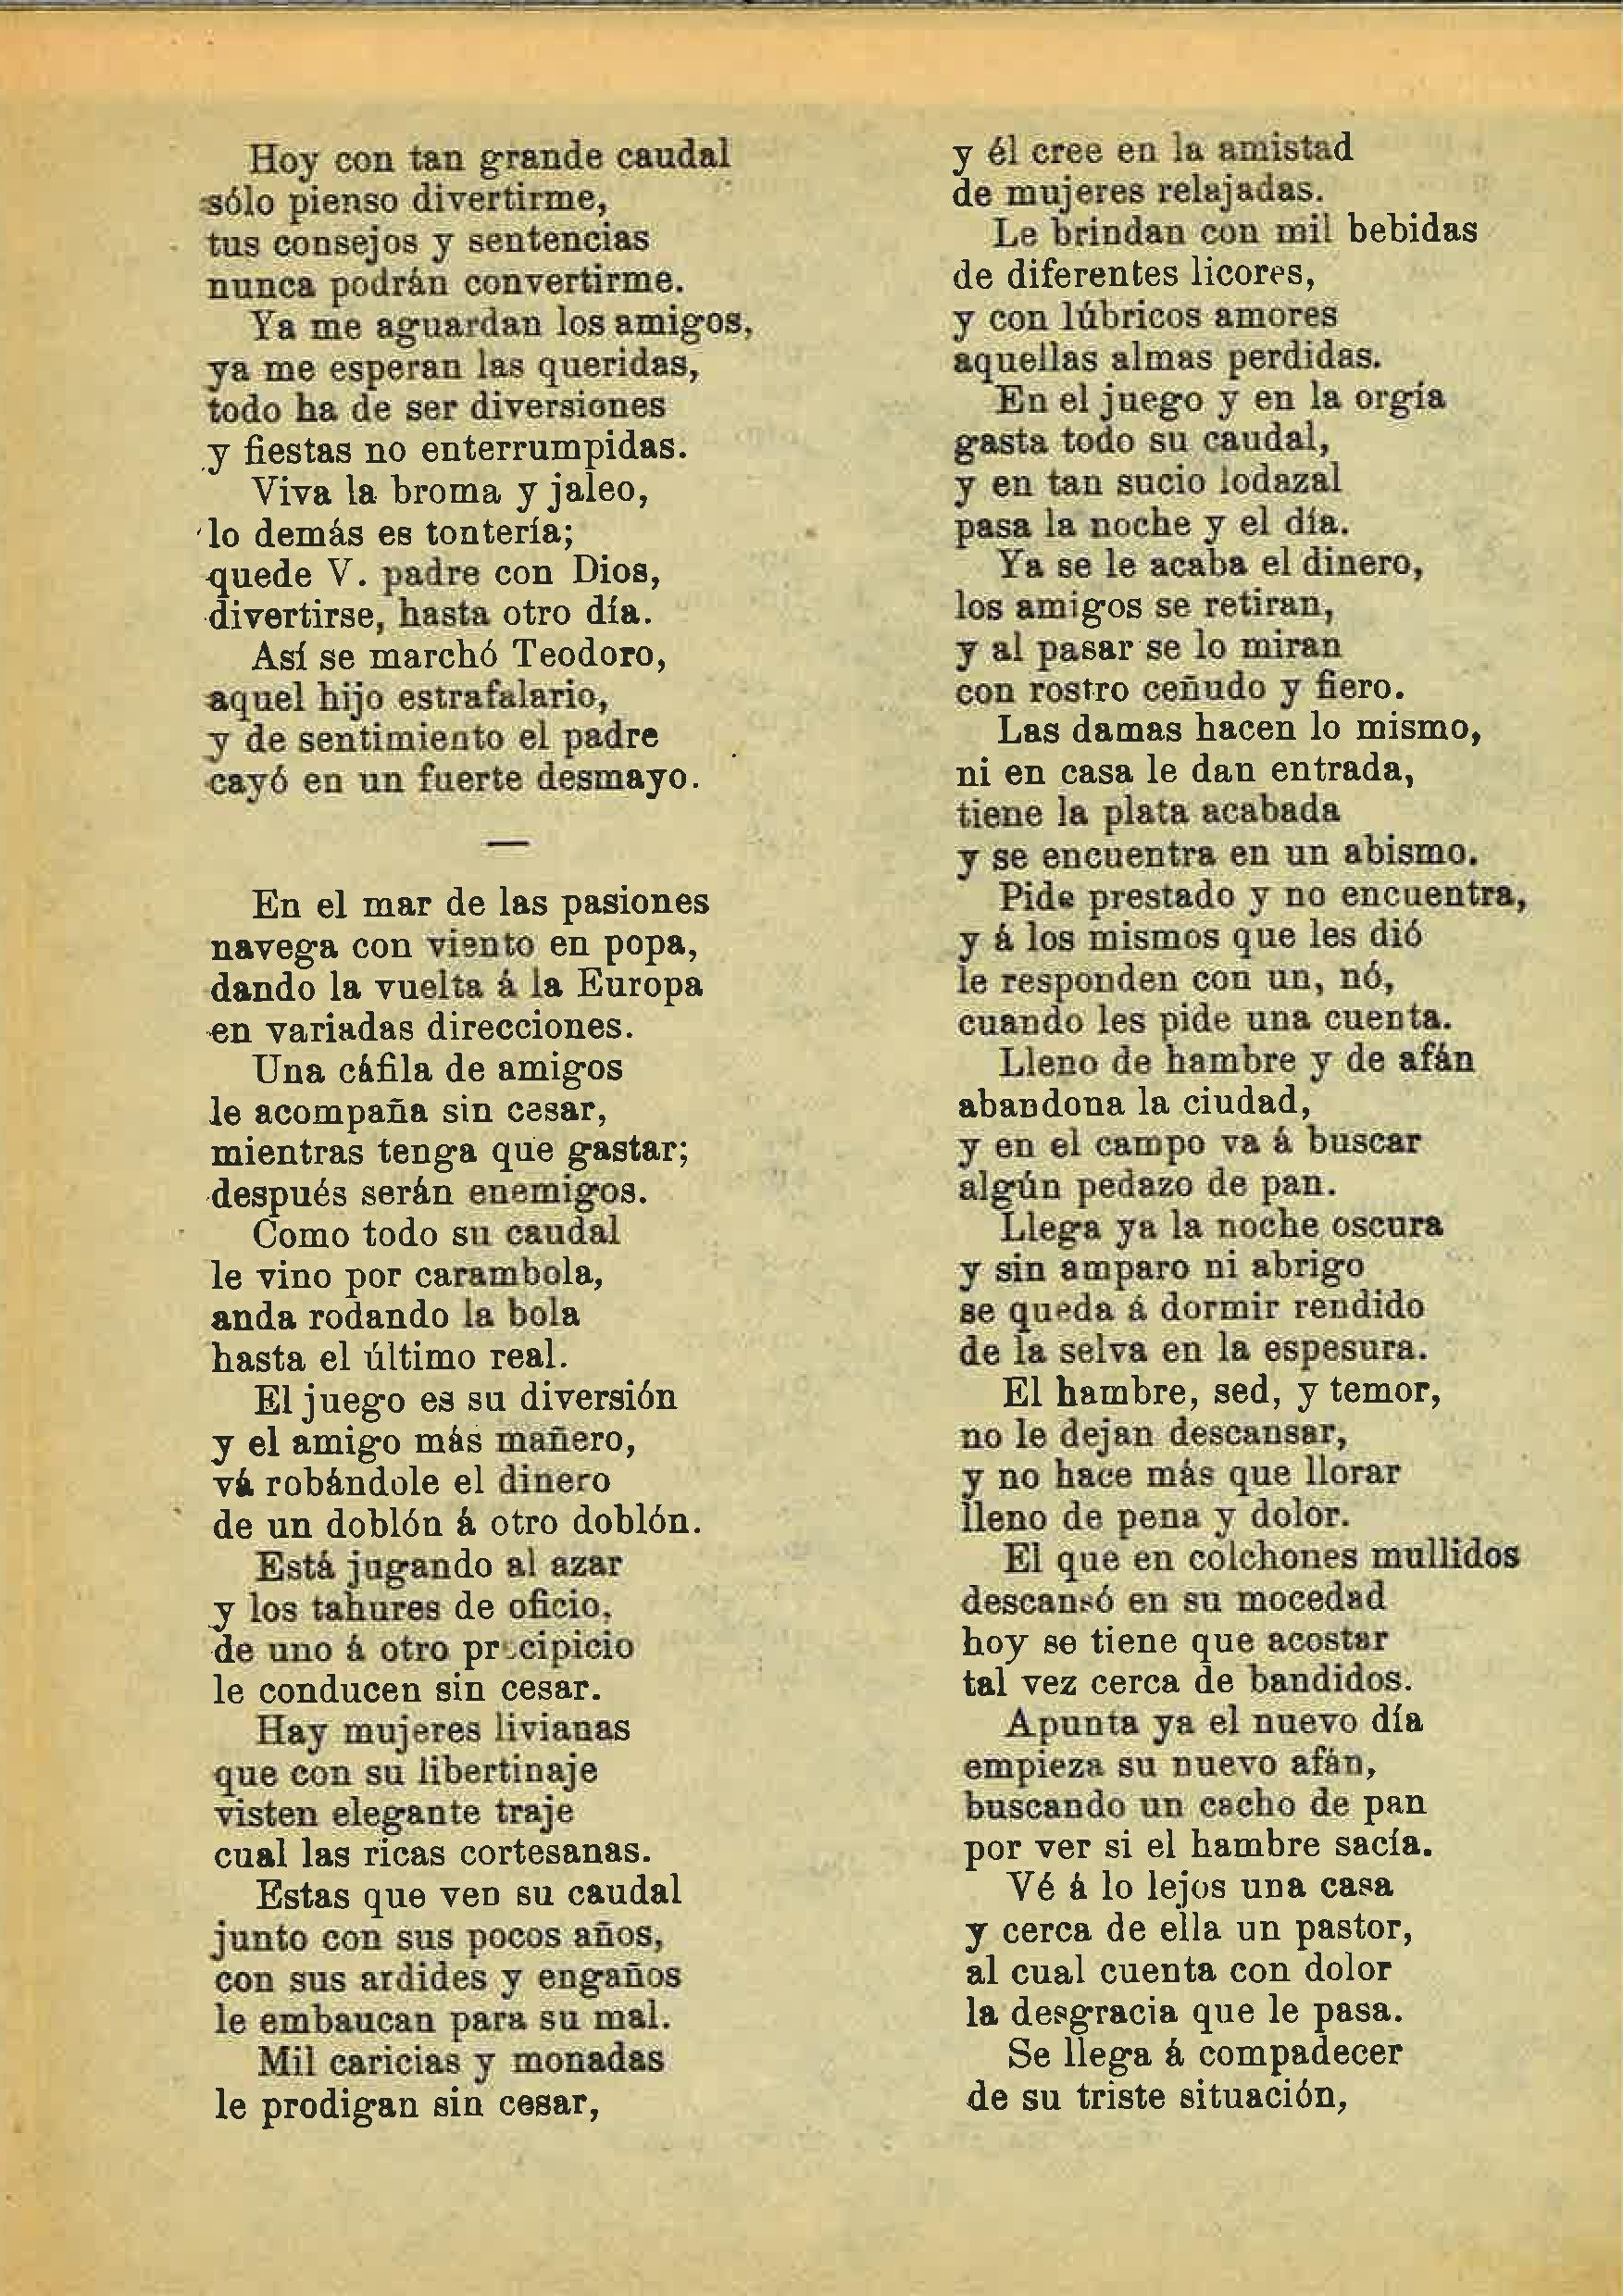 Hoy con tan grande caudal
sólo pienso divertirme,
tus consejos y sentencias
nunca podrán convertirme.
Ya me aguardan los amigos,
ya me esperan las queridas,
todo ha de ser diversiones
y fiestas no enterrumpidas.
Viva la broma y jaleo,
lo demás es tontería;
quede V. padre con Dios,
divertirse, hasta otro día.
Así se marchó Teodoro,
aquel hijo estrafalario,
y de sentimiento el padre
cayó en un fuerte desmayo.
—
En el mar de las pasiones
navega con viento en popa,
dando la vuelta á la Europa
en variadas direcciones.
Una cáfila de amigos
le acompaña sin cesar,
mientras tenga que gastar;
después serán enemigos.
Como todo su caudal
le vino por carambola,
anda rodando la bola
hasta el último real.
El juego es su diversión
y el amigo más mañero,
vá robándole el dinero
de un doblón á otro doblón.
Está jugando al azar
y los tahures de oficio,
de uno á otro precipicio
le conducen sin cesar.
Hay mujeres livianas
que con su libertinaje
visten elegante traje
cual las ricas cortesanas.
Estas que ven su caudal
junto con sus pocos años,
con sus ardides y engaños
le embaucan para su mal.
Mil caricias y monadas
le prodigan sin cesar,
y él cree en la amistad
de mujeres relajadas.
Le brindan con mil bebidas
de diferentes licores,
y con lúbricos amores
aquellas almas perdidas.
En el juego y en la orgía
gasta todo su caudal,
y en tan sucio lodazal
pasa la noche y el día.
Ya se le acaba el dinero,
los amigos se retiran,
y al pasar se lo miran
con rostro ceñudo y fiero.
Las damas hacen lo mismo,
ni en casa le dan entrada,
tiene la plata acabada
y se encuentra en un abismo.
Pide prestado y no encuentra,
y á los mismos que les dió
le responden con un, nó,
cuando les pide una cuenta.
Lleno de hambre y de afán
abandona la ciudad,
y en el campo va á buscar
algún pedazo de pan.
Llega ya la noche oscura
y sin amparo ni abrigo
se queda á dormir rendido
de la selva en la espesura.
El hambre, sed, y temor,
no le dejan descansar,
y no hace más que llorar
lleno de pena y dolor.
El que en colchones mullidos
descansó en su mocedad
hoy se tiene que acostar
tal vez cerca de bandidos.
Apunta ya el nuevo día
empieza su nuevo afán,
buscando un cacho de pan
por ver si el hambre sacía.
Vé á lo lejos una casa
y cerca de ella un pastor,
al cual cuenta con dolor
la desgracia que le pasa.
Se llega á compadecer
de su triste situación,